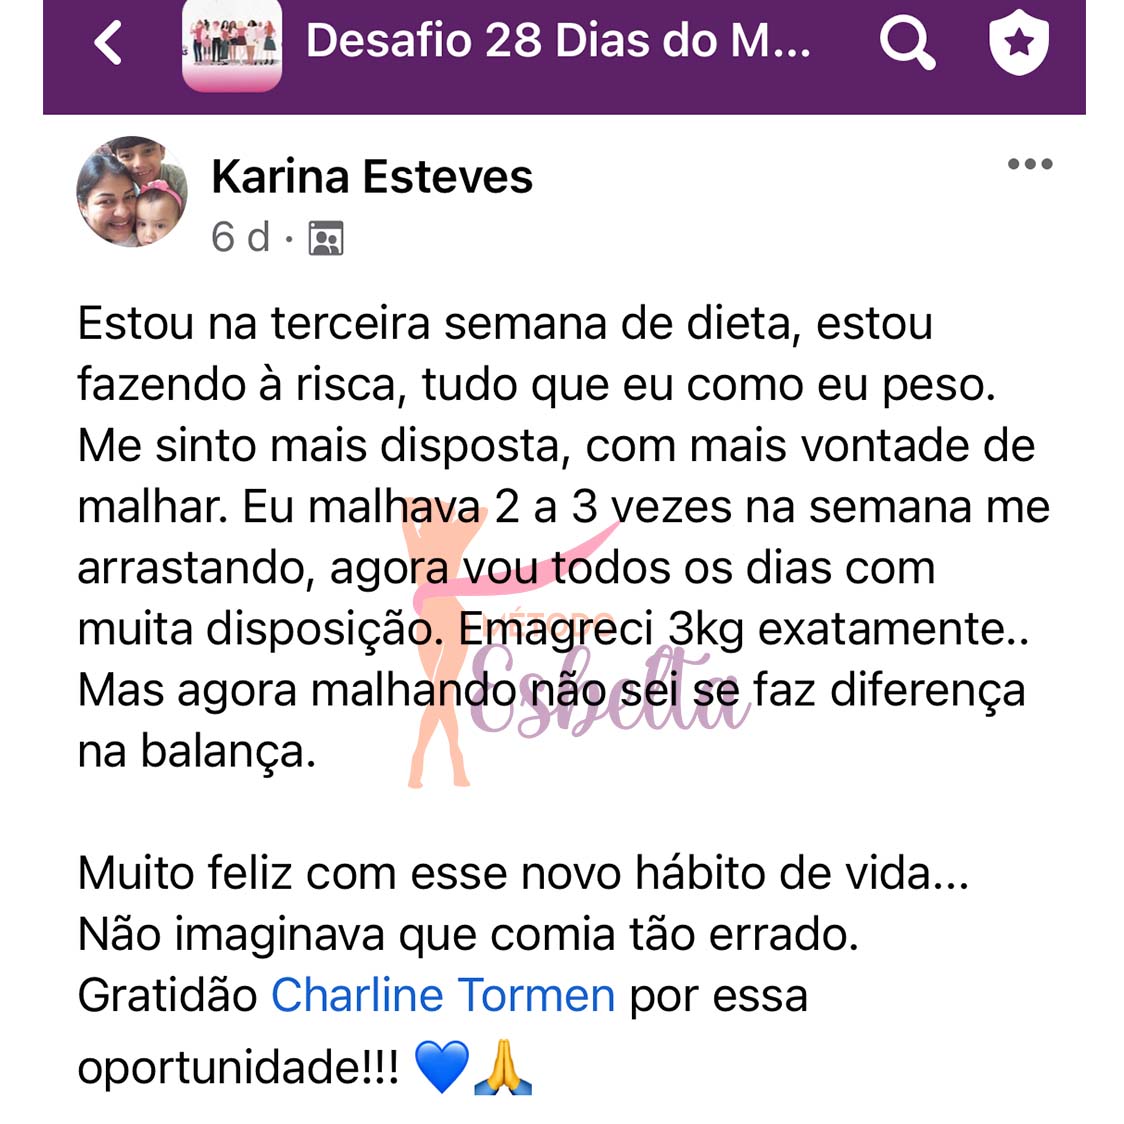 Desafio 28 Dias do M...
Karina Esteves
6 d ·
Estou na terceira semana de dieta, estou
fazendo à risca, tudo que eu como eu peso.
Me sinto mais disposta, com mais vontade de
malhar. Eu malhava 2 a 3 vezes na semana me
arrastando, agora vou todos os dias com
muita disposição. Emagreci 3kg exatamente..
Mas agora malhando não sei se faz diferença
na balança.
MÉTODO
Esbelta
Muito feliz com esse novo hábito de vida...
Não imaginava que comia tão errado.
Gratidão Charline Tormen por essa
oportunidade!!! 💙🙏